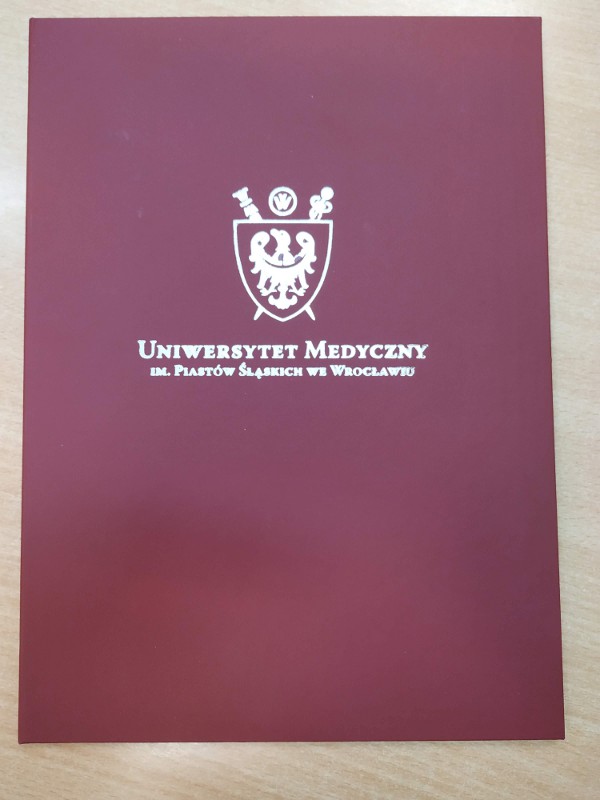 W
Uniwersytet Medyczny
im. Piastów Śląskich we Wrocławiu